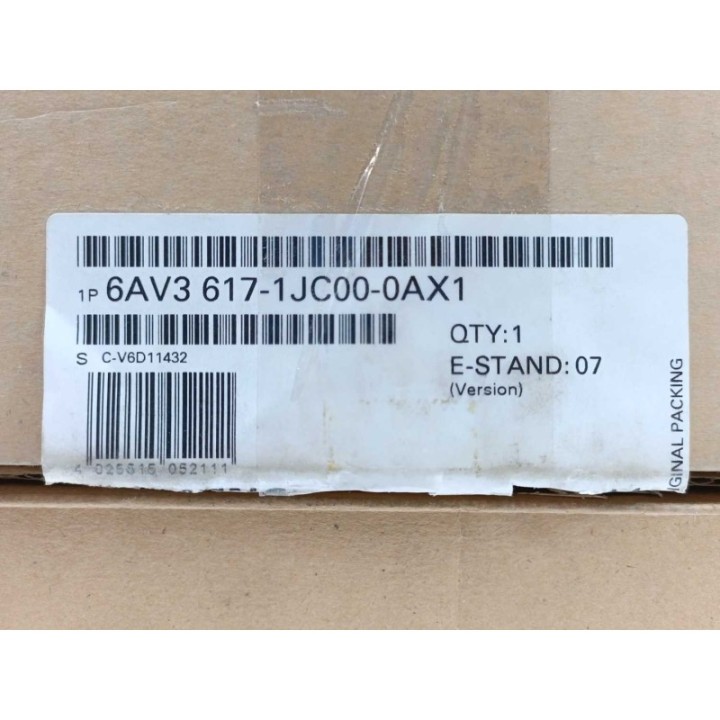 1P 6AV3 617-1JC00-0AX1
S C-V6D11432
QTY:1
E-STAND: 07
(Version)
4 025515 052111
GINAL PACKING